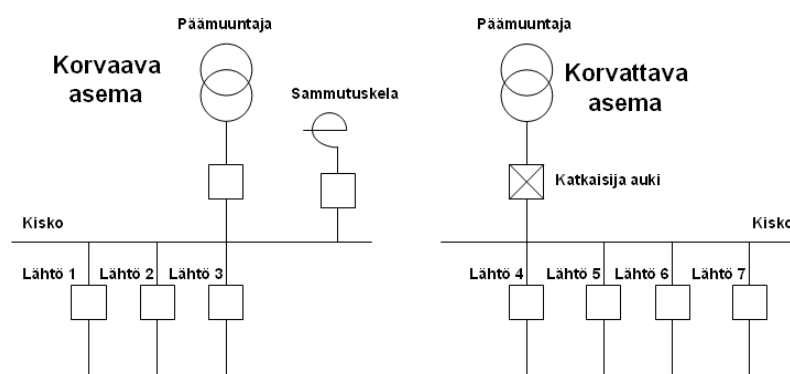 Päämuuntaja
Päämuuntaja
Korvaava
asema
Sammutuskela
Korvattava
asema
Katkaisija auki
Kisko
Kisko
Lähtö 1
Lähtö 2
Lähtö 3
Lähtö 4
Lähtö 5
Lähtö 6
Lähtö 7